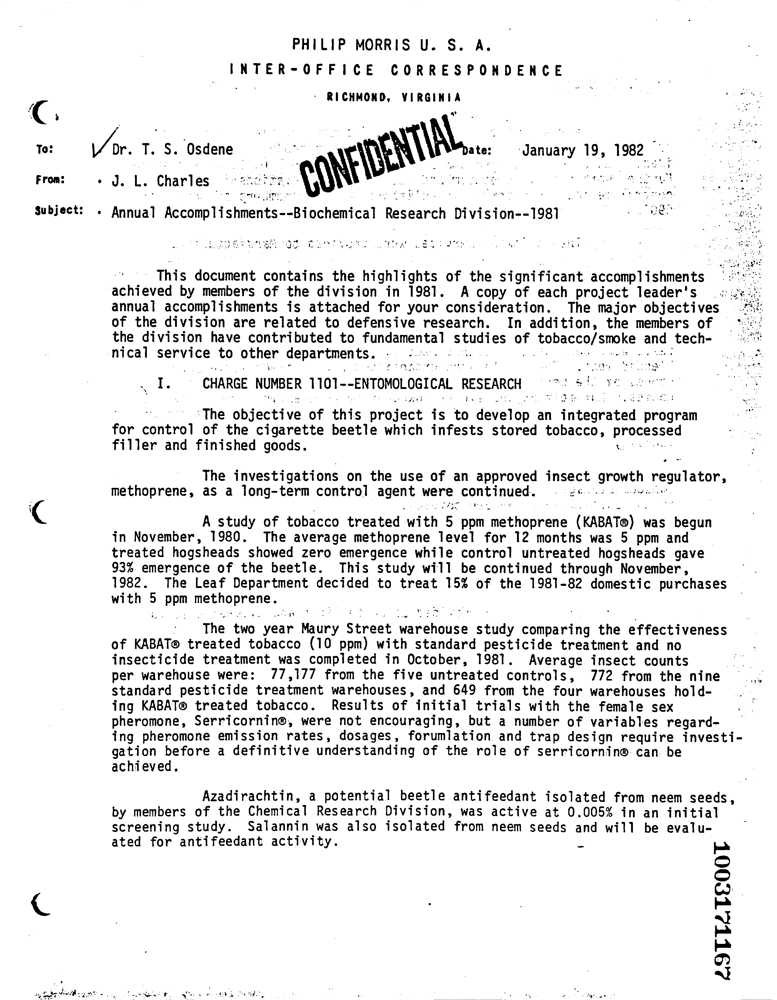 PHILIP MORRIS U. S. A.
INTER-OFFICE CORRESPONDENCE
RICHMOND, VIRGINIA
To: Dr. T. S. Osdene
CONFIDENTIAL
Date: January 19, 1982
From: J. L. Charles
Subject: Annual Accomplishments--Biochemical Research Division--1981
This document contains the highlights of the significant accomplishments
achieved by members of the division in 1981. A copy of each project leader's
annual accomplishments is attached for your consideration. The major objectives
of the division are related to defensive research. In addition, the members of
the division have contributed to fundamental studies of tobacco/smoke and tech-
nical service to other departments.
I. CHARGE NUMBER 1101--ENTOMOLOGICAL RESEARCH
The objective of this project is to develop an integrated program
for control of the cigarette beetle which infests stored tobacco, processed
filler and finished goods.
The investigations on the use of an approved insect growth regulator,
methoprene, as a long-term control agent were continued.
A study of tobacco treated with 5 ppm methoprene (KABAT®) was begun
in November, 1980. The average methoprene level for 12 months was 5 ppm and
treated hogsheads showed zero emergence while control untreated hogsheads gave
93% emergence of the beetle. This study will be continued through November,
1982. The Leaf Department decided to treat 15% of the 1981-82 domestic purchases
with 5 ppm methoprene.
The two year Maury Street warehouse study comparing the effectiveness
of KABAT® treated tobacco (10 ppm) with standard pesticide treatment and no
insecticide treatment was completed in October, 1981. Average insect counts
per warehouse were: 77,177 from the five untreated controls, 772 from the nine
standard pesticide treatment warehouses, and 649 from the four warehouses hold-
ing KABAT® treated tobacco. Results of initial trials with the female sex
pheromone, Serricornin®, were not encouraging, but a number of variables regard-
ing pheromone emission rates, dosages, forumlation and trap design require investi-
gation before a definitive understanding of the role of serricornin® can be
achieved.
Azadirachtin, a potential beetle antifeedant isolated from neem seeds,
by members of the Chemical Research Division, was active at 0.005% in an initial
screening study. Salannin was also isolated from neem seeds and will be evalu-
ated for antifeedant activity.
1003171167